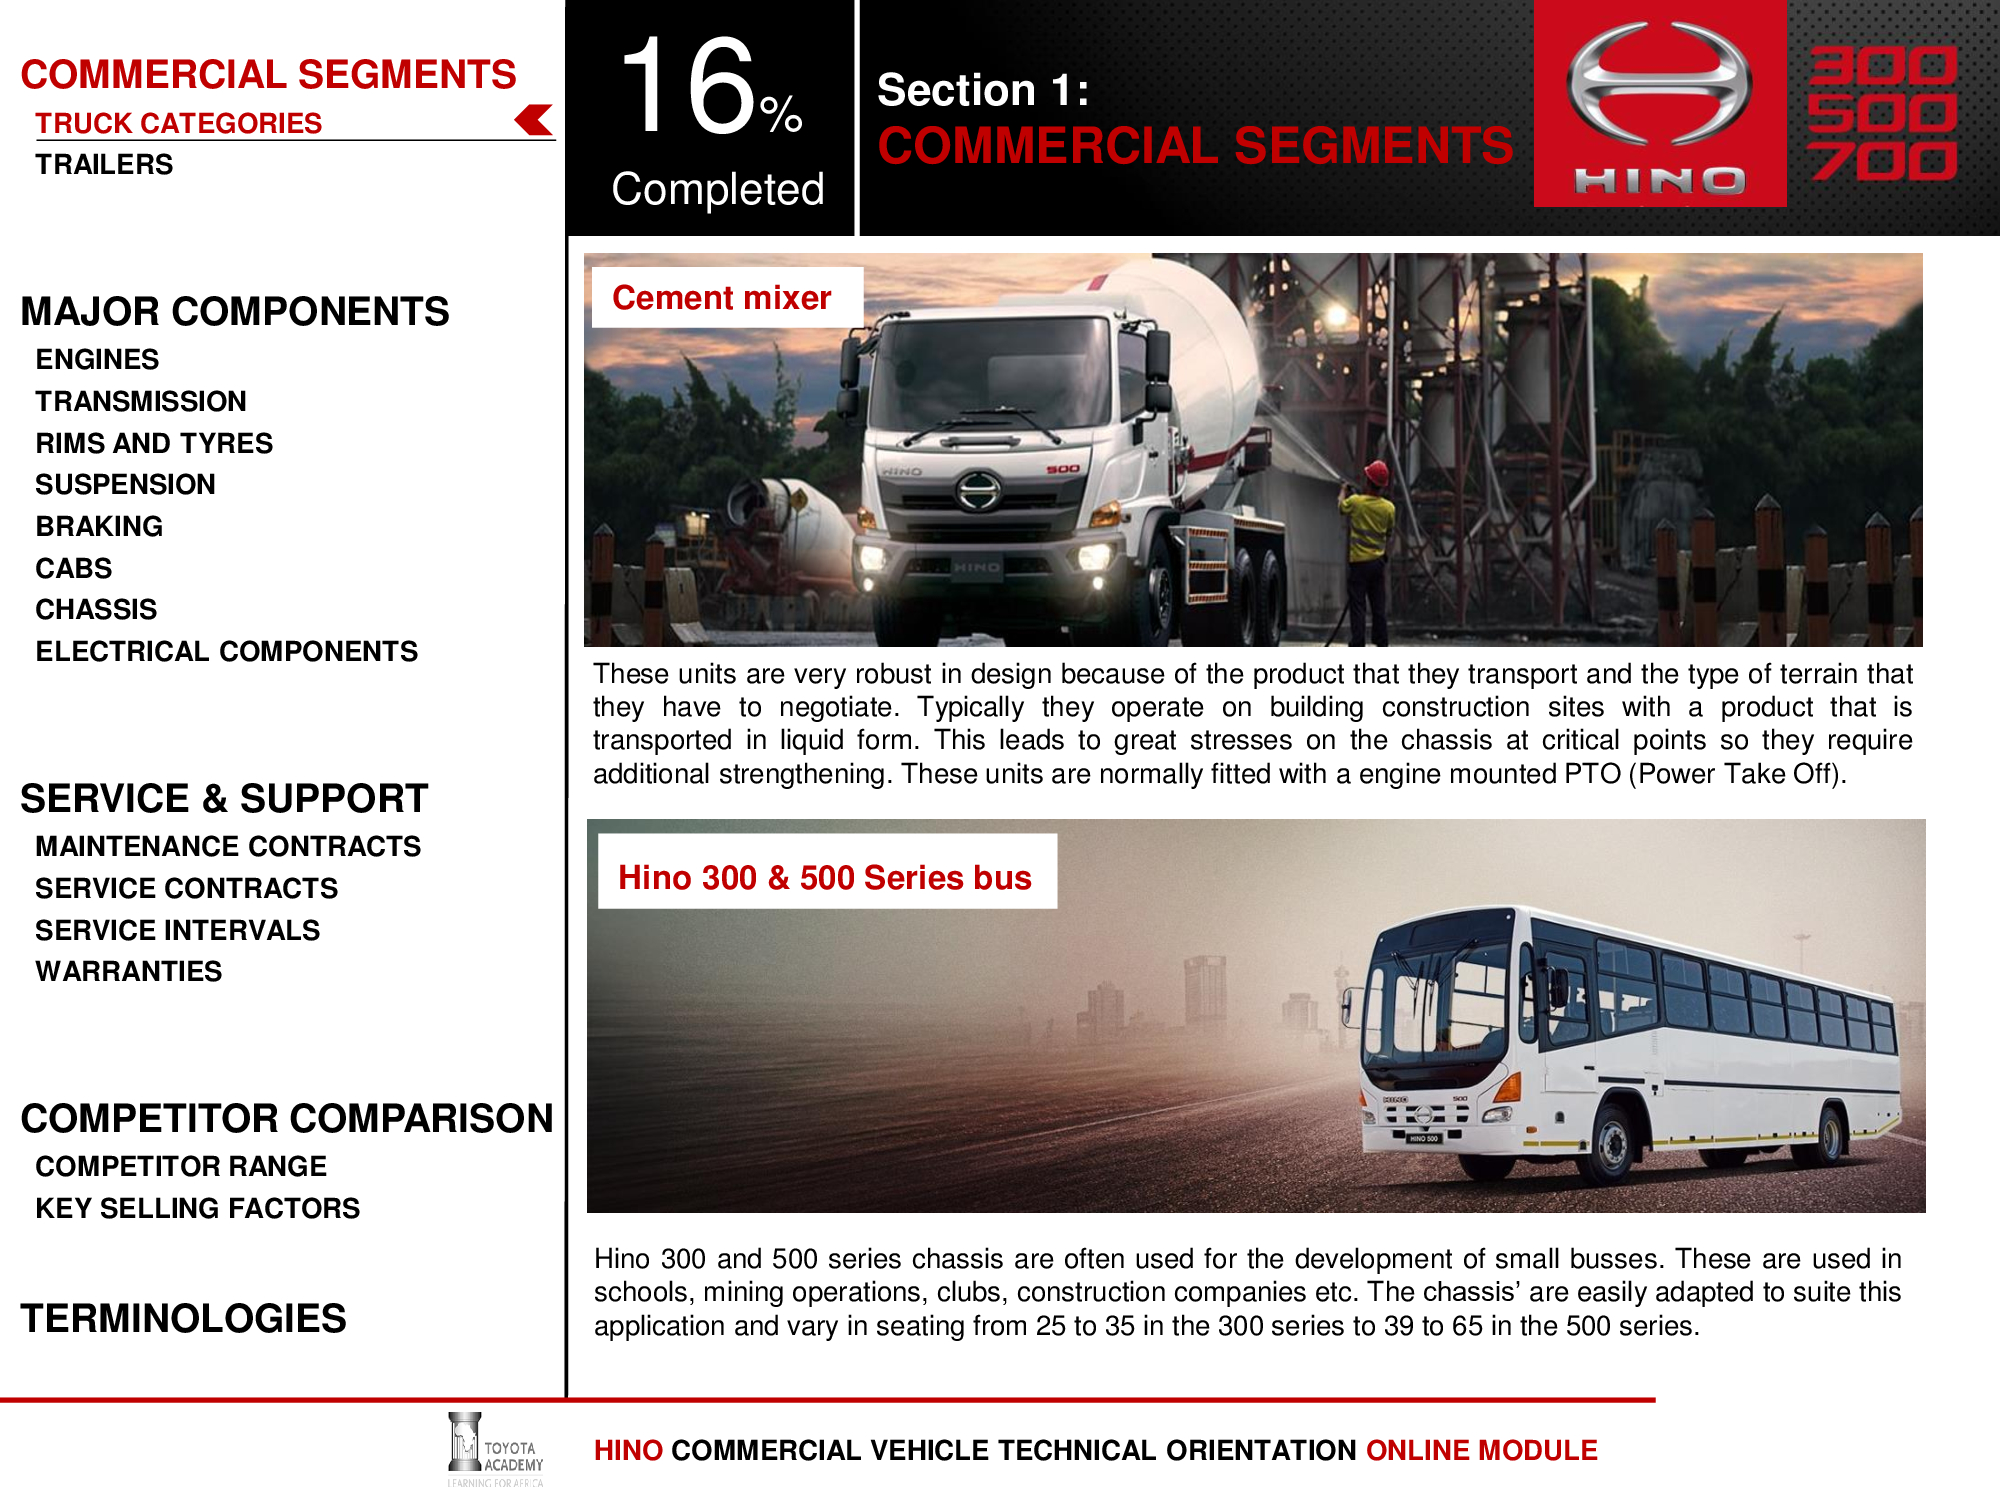 COMMERCIAL SEGMENTS
TRUCK CATEGORIES
TRAILERS
MAJOR COMPONENTS
ENGINES
TRANSMISSION
RIMS AND TYRES
SUSPENSION
BRAKING
CABS
CHASSIS
ELECTRICAL COMPONENTS
SERVICE & SUPPORT
MAINTENANCE CONTRACTS
SERVICE CONTRACTS
SERVICE INTERVALS
WARRANTIES
COMPETITOR COMPARISON
COMPETITOR RANGE
KEY SELLING FACTORS
TERMINOLOGIES
16%
Completed
Section 1:
COMMERCIAL SEGMENTS
HINO
300
500
700
Cement mixer
HINO 500
HINO
These units are very robust in design because of the product that they transport and the type of terrain that
they have to negotiate. Typically they operate on building construction sites with a product that is
transported in liquid form. This leads to great stresses on the chassis at critical points so they require
additional strengthening. These units are normally fitted with a engine mounted PTO (Power Take Off).
Hino 300 & 500 Series bus
HINO 500
HINO 500
Hino 300 and 500 series chassis are often used for the development of small busses. These are used in
schools, mining operations, clubs, construction companies etc. The chassis’ are easily adapted to suite this
application and vary in seating from 25 to 35 in the 300 series to 39 to 65 in the 500 series.
TOYOTA
ACADEMY
LEARNING FOR AFRICA
HINO COMMERCIAL VEHICLE TECHNICAL ORIENTATION ONLINE MODULE